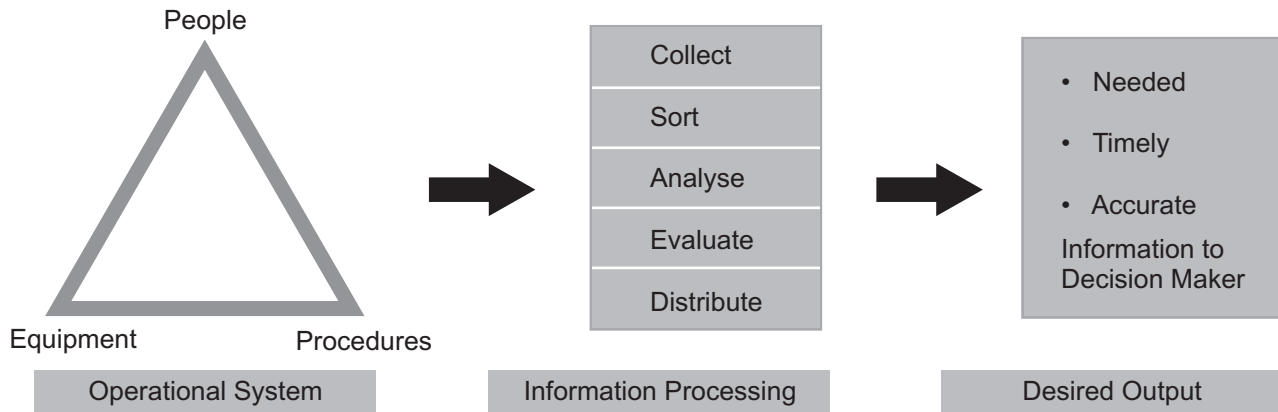 People
Equipment
Procedures
Operational System
Collect
Sort
Analyse
Evaluate
Distribute
Information Processing
• Needed
• Timely
• Accurate
Information to
Decision Maker
Desired Output